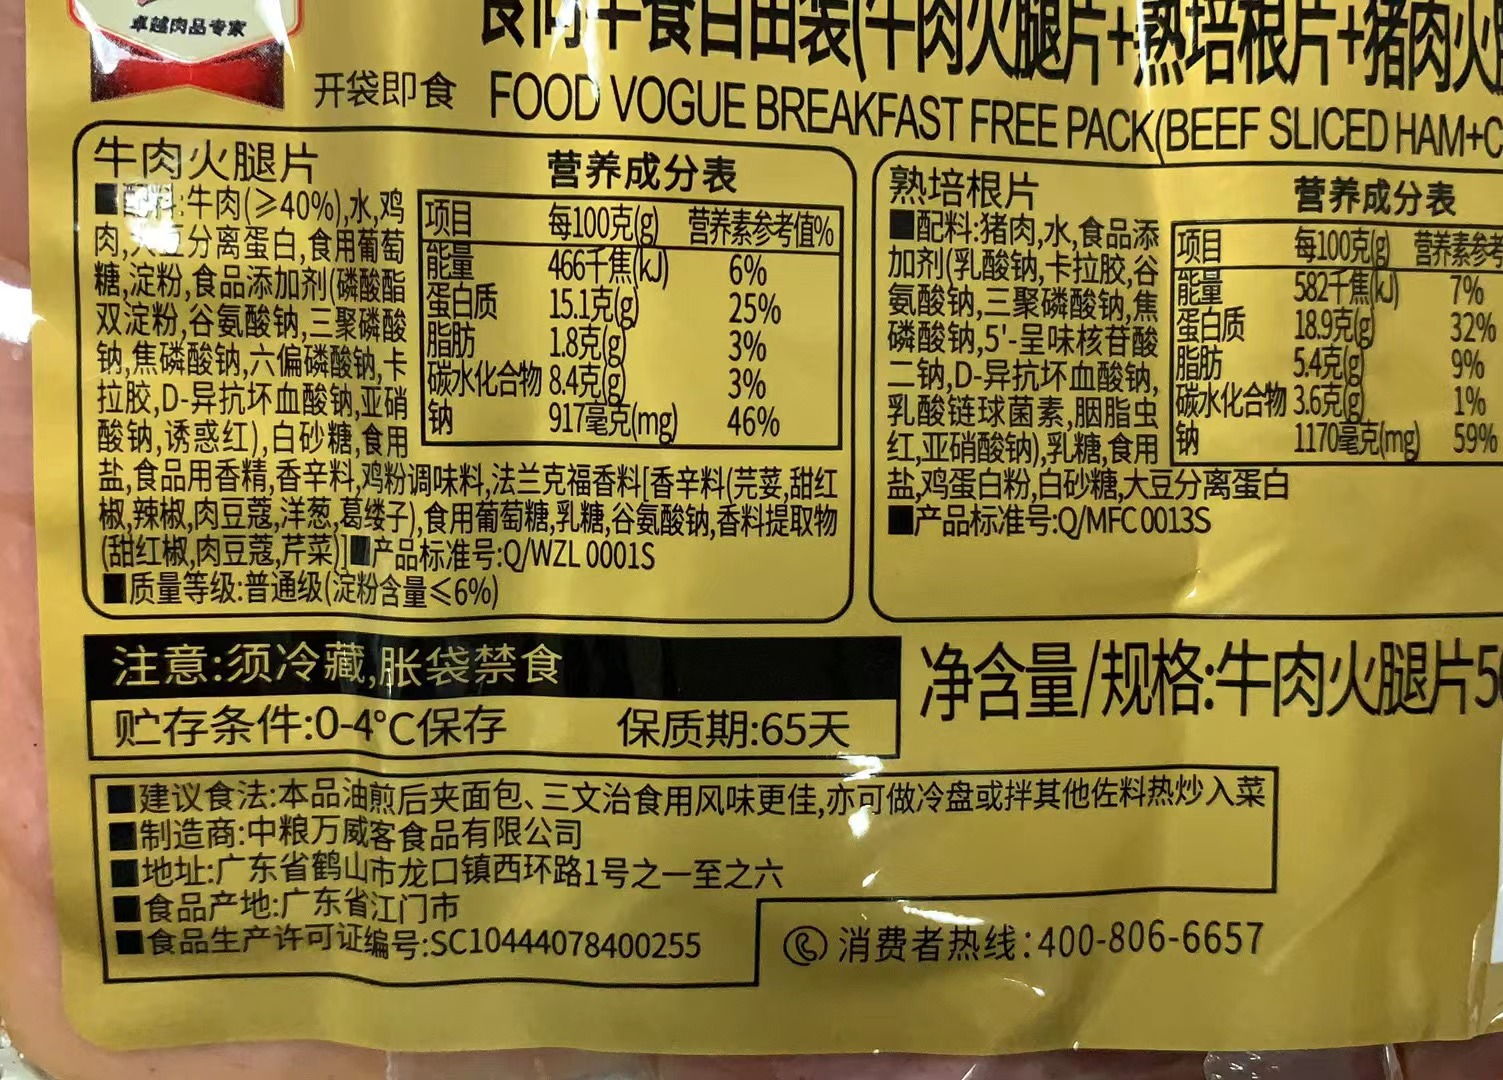 卓越肉品专家
食尚早餐自由装(牛肉火腿片+熟培根片+猪肉火
开袋即食
FOOD VOGUE BREAKFAST FREE PACK(BEEF SLICED HAM+C
牛肉火腿片
■配料:牛肉(≥40%),水,鸡
肉,大豆分离蛋白,食用葡萄
糖,淀粉,食品添加剂(磷酸酯
双淀粉,谷氨酸钠,三聚磷酸
钠,焦磷酸钠,六偏磷酸钠,卡
拉胶,D-异抗坏血酸钠,亚硝
酸钠,诱惑红),白砂糖,食用
盐,食品用香精,香辛料,鸡粉调味料,法兰克福香料[香辛料(芫荽,甜红
椒,辣椒,肉豆蔻,洋葱,葛缕子),食用葡萄糖,乳糖,谷氨酸钠,香料提取物
(甜红椒,肉豆蔻,芹菜)]■产品标准号:Q/WZL 0001S
■质量等级:普通级(淀粉含量≤6%)
营养成分表
项目 每100克(g) 营养素参考值%
能量 466千焦(kJ) 6%
蛋白质 15.1克(g) 25%
脂肪 1.8克(g) 3%
碳水化合物 8.4克(g) 3%
钠 917毫克(mg) 46%
熟培根片
■配料:猪肉,水,食品添
加剂(乳酸钠,卡拉胶,谷
氨酸钠,三聚磷酸钠,焦
磷酸钠,5'-呈味核苷酸
二钠,D-异抗坏血酸钠,
乳酸链球菌素,胭脂虫
红,亚硝酸钠),乳糖,食用
盐,鸡蛋白粉,白砂糖,大豆分离蛋白
■产品标准号:Q/MFC 0013S
营养成分表
项目 每100克(g) 营养素参考
能量 582千焦(kJ) 7%
蛋白质 18.9克(g) 32%
脂肪 5.4克(g) 9%
碳水化合物 3.6克(g) 1%
钠 1170毫克(mg) 59%
注意:须冷藏,胀袋禁食
贮存条件:0-4°C保存 保质期:65天
净含量/规格:牛肉火腿片5
■建议食法:本品油煎后夹面包、三文治食用风味更佳,亦可做冷盘或拌其他佐料热炒入菜
■制造商:中粮万威客食品有限公司
■地址:广东省鹤山市龙口镇西环路1号之一至之六
■食品产地:广东省江门市
■食品生产许可证编号:SC10444078400255
消费者热线:400-806-6657